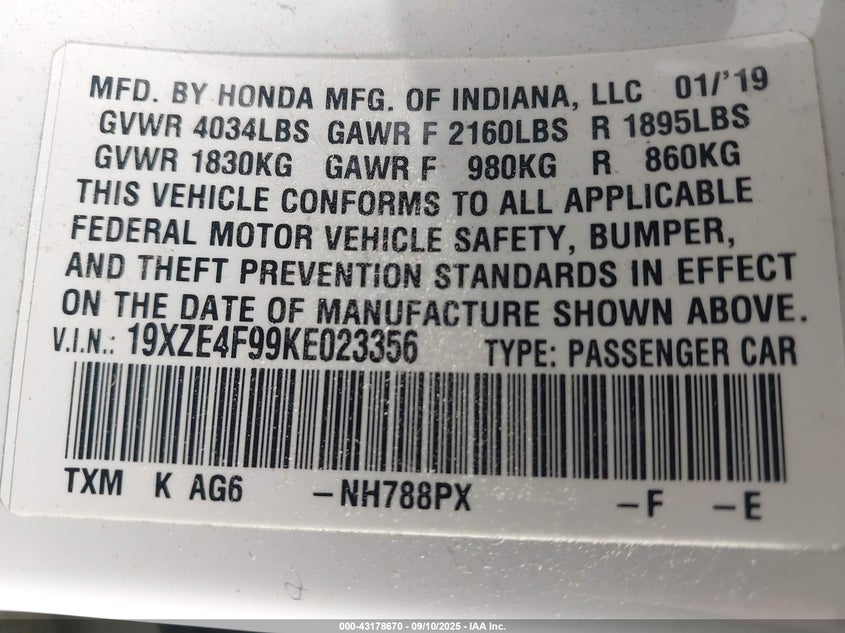 MFD. BY HONDA MFG. OF INDIANA, LLC 01/'19
GVWR 4034LBS GAWR F 2160LBS R 1895LBS
GVWR 1830KG GAWR F 980KG R 860KG
THIS VEHICLE CONFORMS TO ALL APPLICABLE
FEDERAL MOTOR VEHICLE SAFETY, BUMPER,
AND THEFT PREVENTION STANDARDS IN EFFECT
ON THE DATE OF MANUFACTURE SHOWN ABOVE.
V.I.N.: 19XZE4F99KE023356 TYPE: PASSENGER CAR
TXM K AG6 -NH788PX -F -E
000-43178670 - 09/10/2025 - IAA Inc.